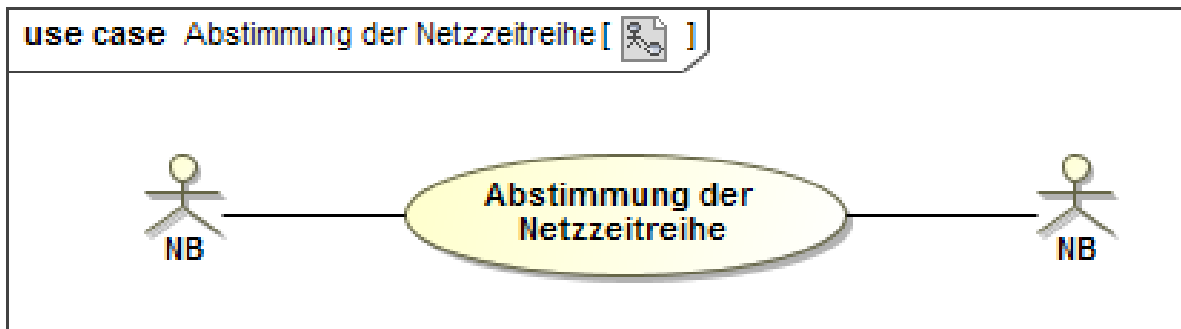 use case Abstimmung der Netzzeitreihe[ ]
Abstimmung der
Netzzeitreihe
NB
NB